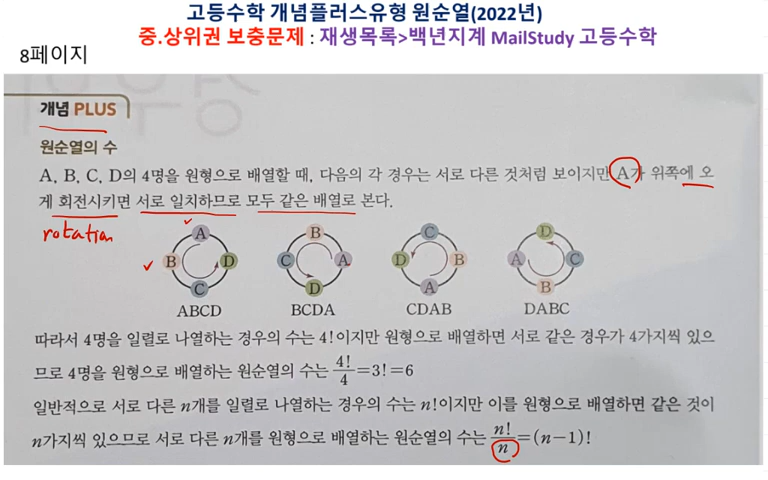 고등수학 개념플러스유형 원순열(2022년)
중.상위권 보충문제 : 재생목록>백년지계 MailStudy 고등수학
8페이지
개념 PLUS
원순열의 수
A, B, C, D의 4명을 원형으로 배열할 때, 다음의 각 경우는 서로 다른 것처럼 보이지만 A가 위쪽에 오
게 회전시키면 서로 일치하므로 모두 같은 배열로 본다.
rotation
A B C D
B C D A
C D A B
D A B C
ABCD BCDA CDAB DABC
따라서 4명을 일렬로 나열하는 경우의 수는 4!이지만 원형으로 배열하면 서로 같은 경우가 4가지씩 있으
므로 4명을 원형으로 배열하는 원순열의 수는 4!/4=3!=6
일반적으로 서로 다른 n개를 일렬로 나열하는 경우의 수는 n!이지만 이를 원형으로 배열하면 같은 것이
n가지씩 있으므로 서로 다른 n개를 원형으로 배열하는 원순열의 수는 n!/n=(n-1)!